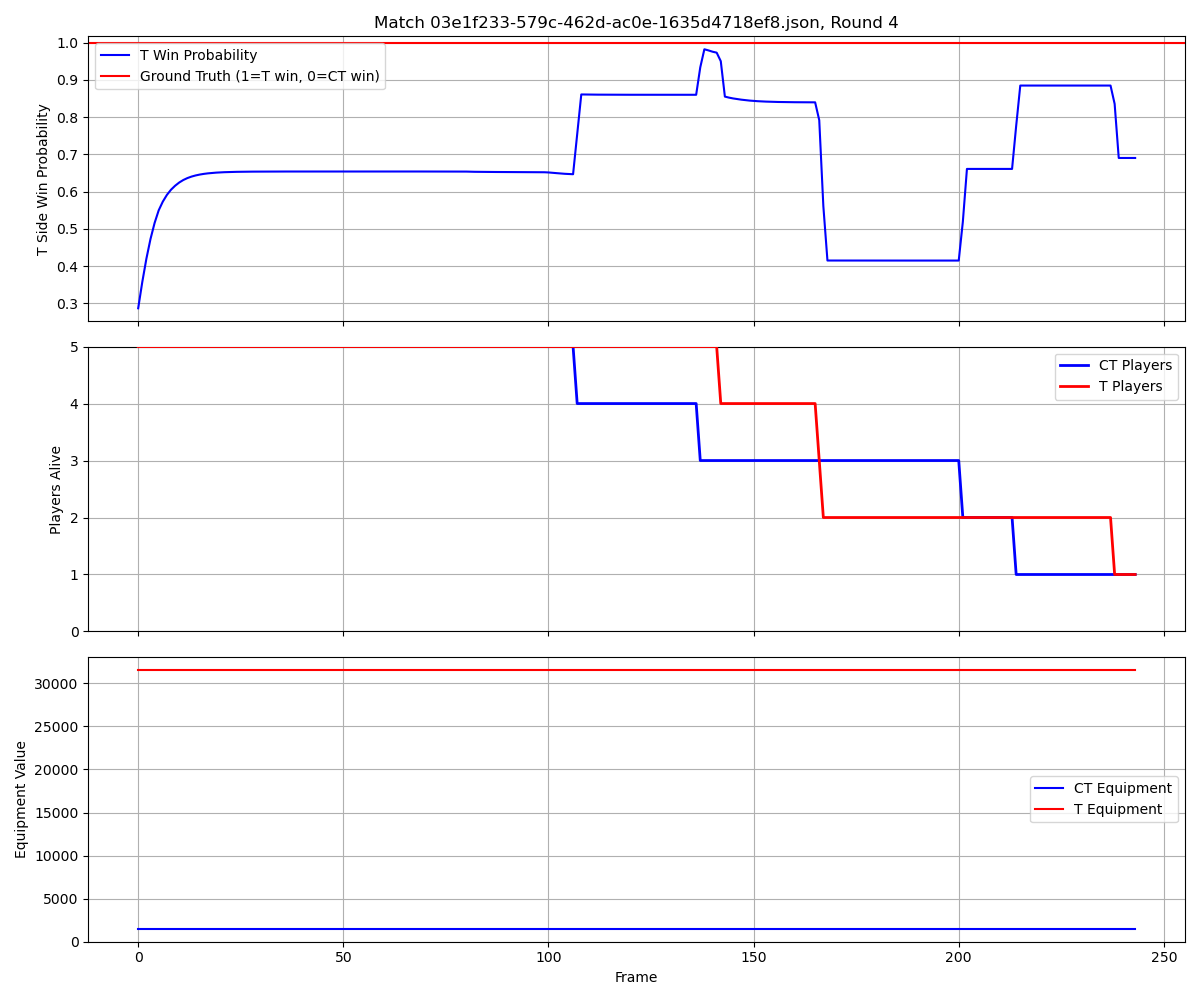 Match 03e1f233-579c-462d-ac0e-1635d4718ef8.json, Round 4
T Side Win Probability
1.0
0.9
0.8
0.7
0.6
0.5
0.4
0.3
T Win Probability
Ground Truth (1=T win, 0=CT win)
Players Alive
5
4
3
2
1
0
CT Players
T Players
Equipment Value
30000
25000
20000
15000
10000
5000
0
CT Equipment
T Equipment
0 50 100 150 200 250
Frame